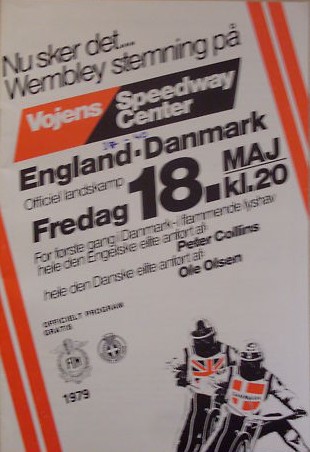 Nu sker det....
Wembley stemning på
Vojens Speedway
Center
England·Danmark
Officiel landskamp
Fredag 18. MAJ
kl.20
For første gang i Danmark-i flammende lyshav
hele den Engelske elite anført af:
Peter Collins
hele den Danske elite anført af:
Ole Olsen
OFFICIELT PROGRAM
GRATIS
FIM
1979